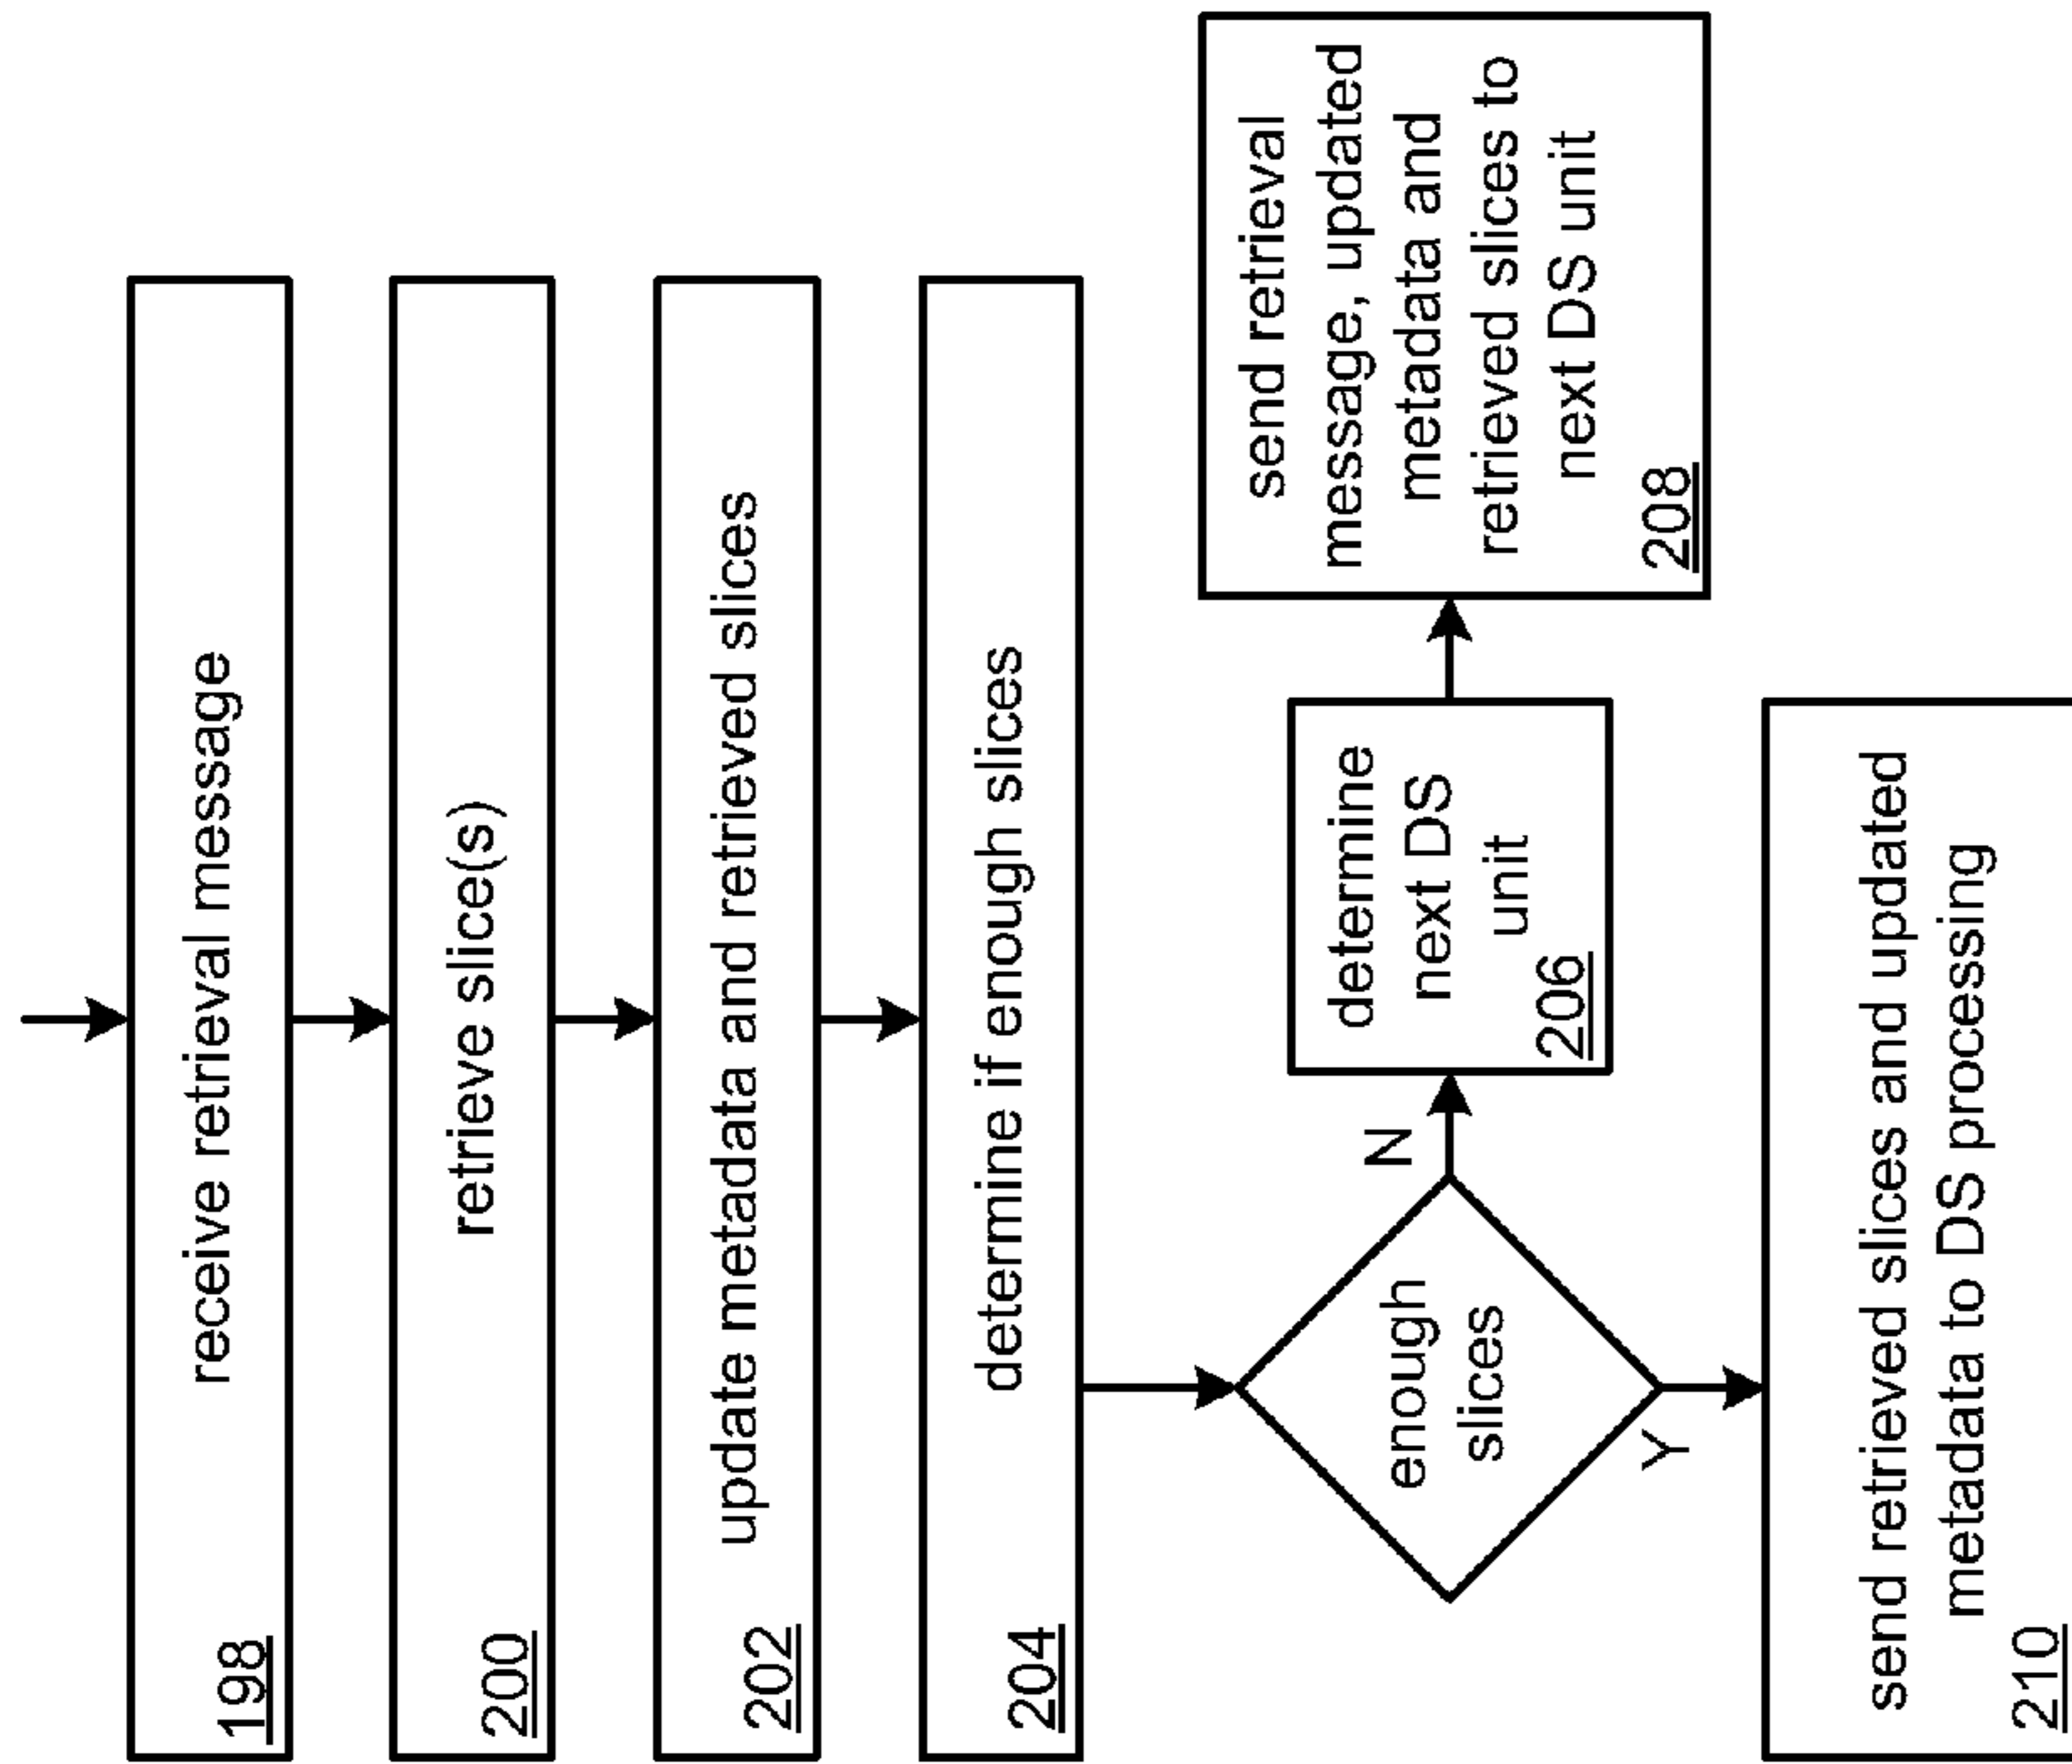 receive retrieval message
198
retrieve slice(s)
200
update metadata and retrieved slices
202
determine if enough slices
204
enough
slices
N
Y
determine
next DS
unit
206
send retrieval
message, updated
metadata and
retrieved slices to
next DS unit
208
send retrieved slices and updated
metadata to DS processing
210